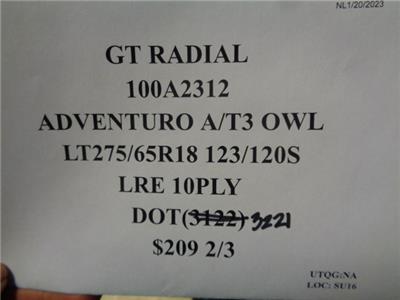 NL1/20/2023
GT RADIAL
100A2312
ADVENTURO A/T3 OWL
LT275/65R18 123/120S
LRE 10PLY
DOT(3122) 3221
$209 2/3
UTQG:NA
LOC: SU16